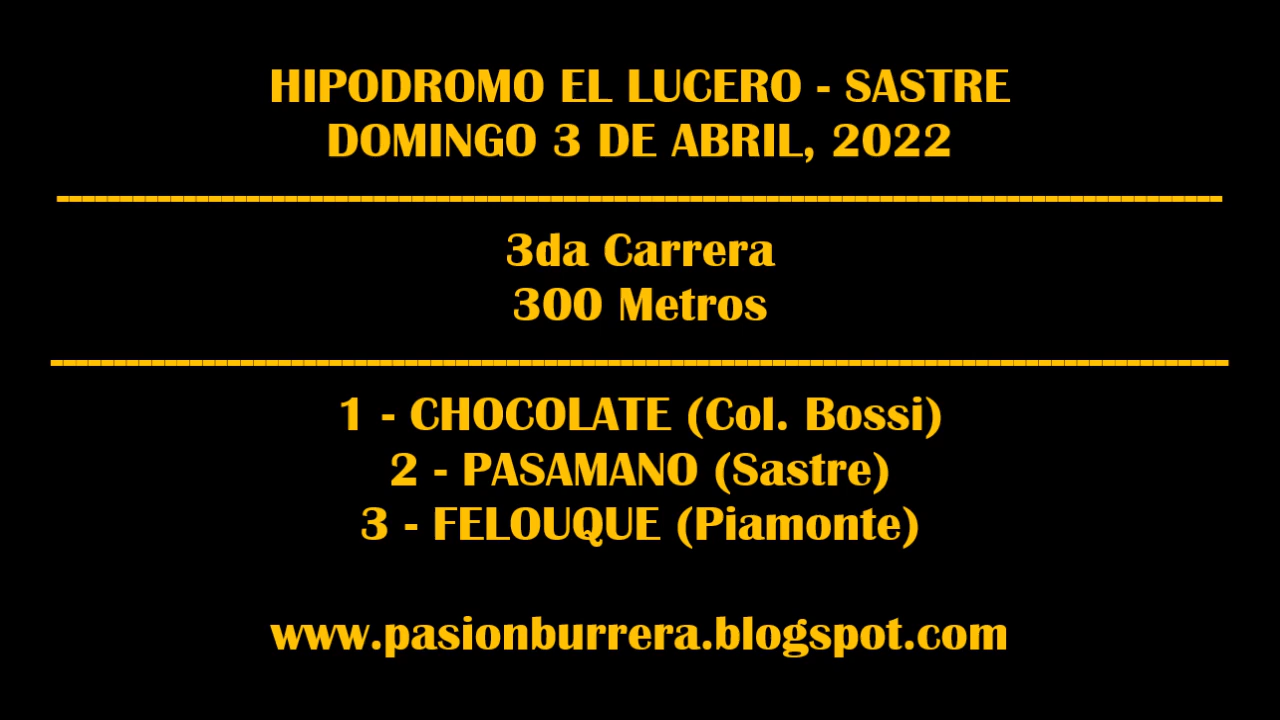 HIPODROMO EL LUCERO - SASTRE
DOMINGO 3 DE ABRIL, 2022
3da Carrera
300 Metros
1 - CHOCOLATE (Col. Bossi)
2 - PASAMANO (Sastre)
3 - FELOUQUE (Piamonte)
www.pasionburrera.blogspot.com